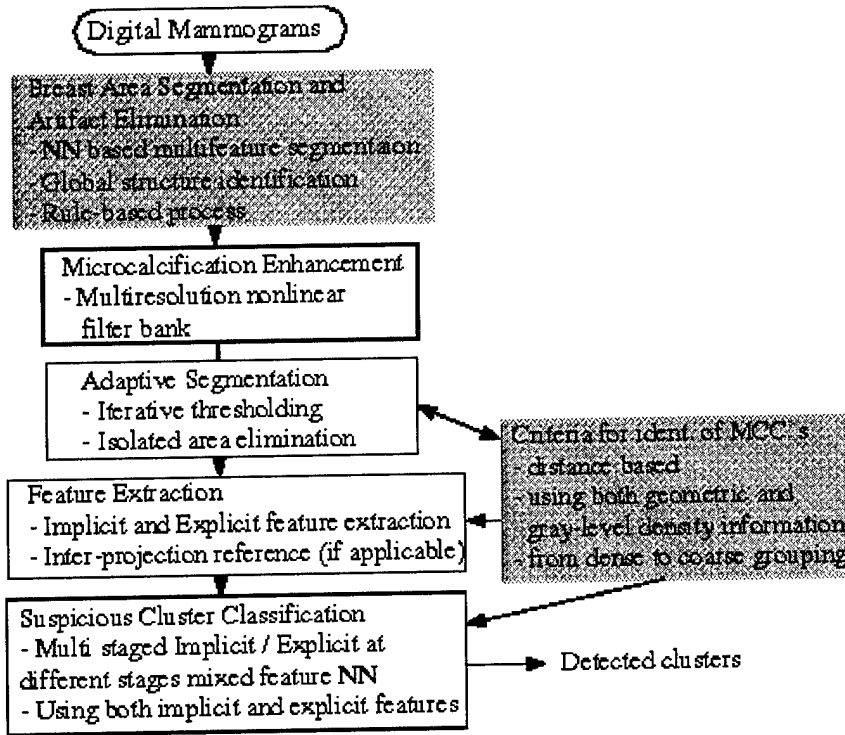 Digital Mammograms
Breast Area Segmentation and
Artifact Elimination
- NN based multifeature segmentaion
- Global structure identification
- Rule-based process
Microcalcification Enhancement
- Multiresolution nonlinear
filter bank
Adaptive Segmentation
- Iterative thresholding
- Isolated area elimination
Criteria for ident. of MCC's
- distance based
- using both geometric and
gray-level density information
- from dense to coarse grouping
Feature Extraction
- Implicit and Explicit feature extraction
- Inter-projection reference (if applicable)
Suspicious Cluster Classification
- Multi staged Implicit / Explicit at
different stages mixed feature NN
- Using both implicit and explicit features
Detected clusters